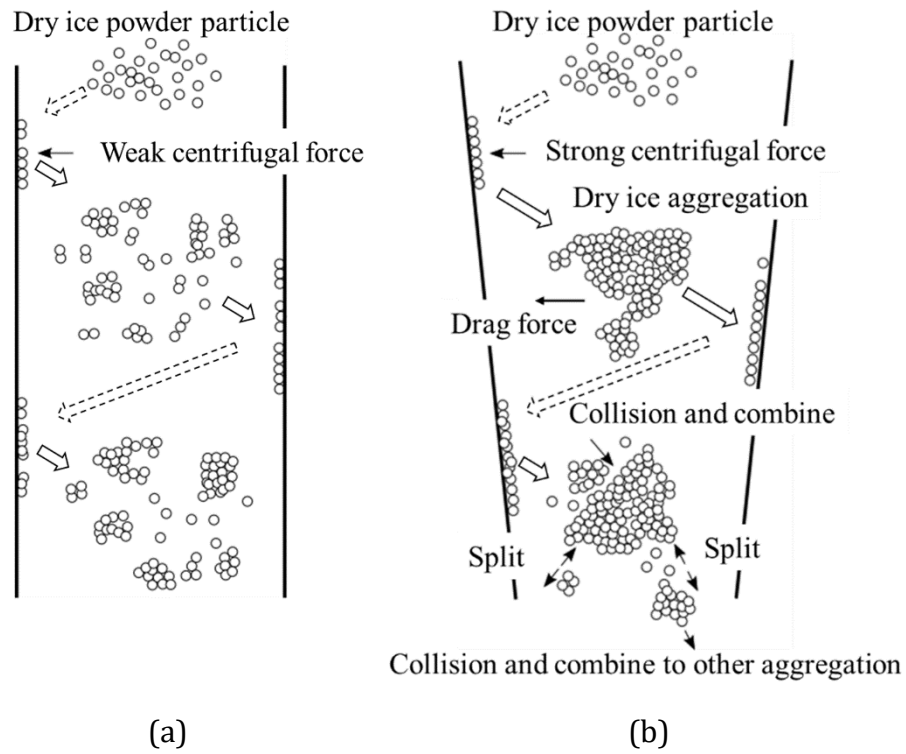 Dry ice powder particle
Weak centrifugal force
(a)
Dry ice powder particle
Strong centrifugal force
Dry ice aggregation
Drag force
Collision and combine
Split
Split
Collision and combine to other aggregation
(b)